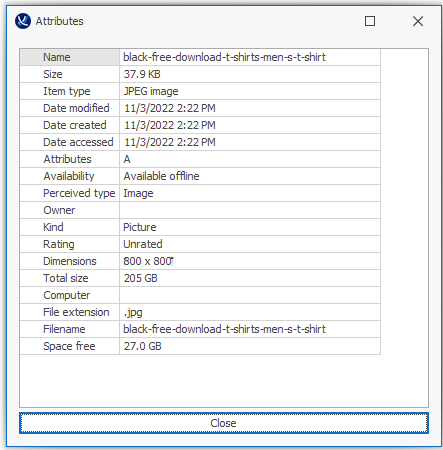 Attributes
Name black-free-download-t-shirts-men-s-t-shirt
Size 37.9 KB
Item type JPEG image
Date modified 11/3/2022 2:22 PM
Date created 11/3/2022 2:22 PM
Date accessed 11/3/2022 2:22 PM
Attributes A
Availability Available offline
Perceived type Image
Owner
Kind Picture
Rating Unrated
Dimensions 800 x 800
Total size 205 GB
Computer
File extension .jpg
Filename black-free-download-t-shirts-men-s-t-shirt
Space free 27.0 GB
Close